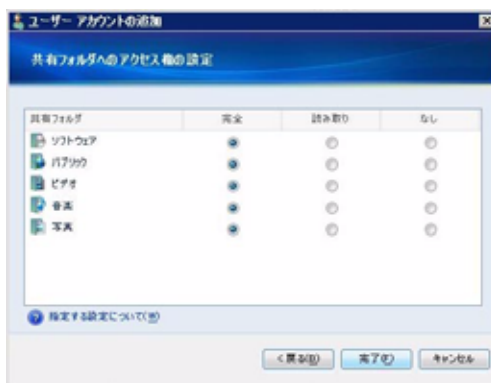 ユーザー アカウントの追加
共有フォルダへのアクセス権の設定
共有フォルダ 完全 読み取り なし
ソフトウェア
パブリック
ビデオ
音楽
写真
指定する設定について(W)
< 戻る(B) 完了(F) キャンセル